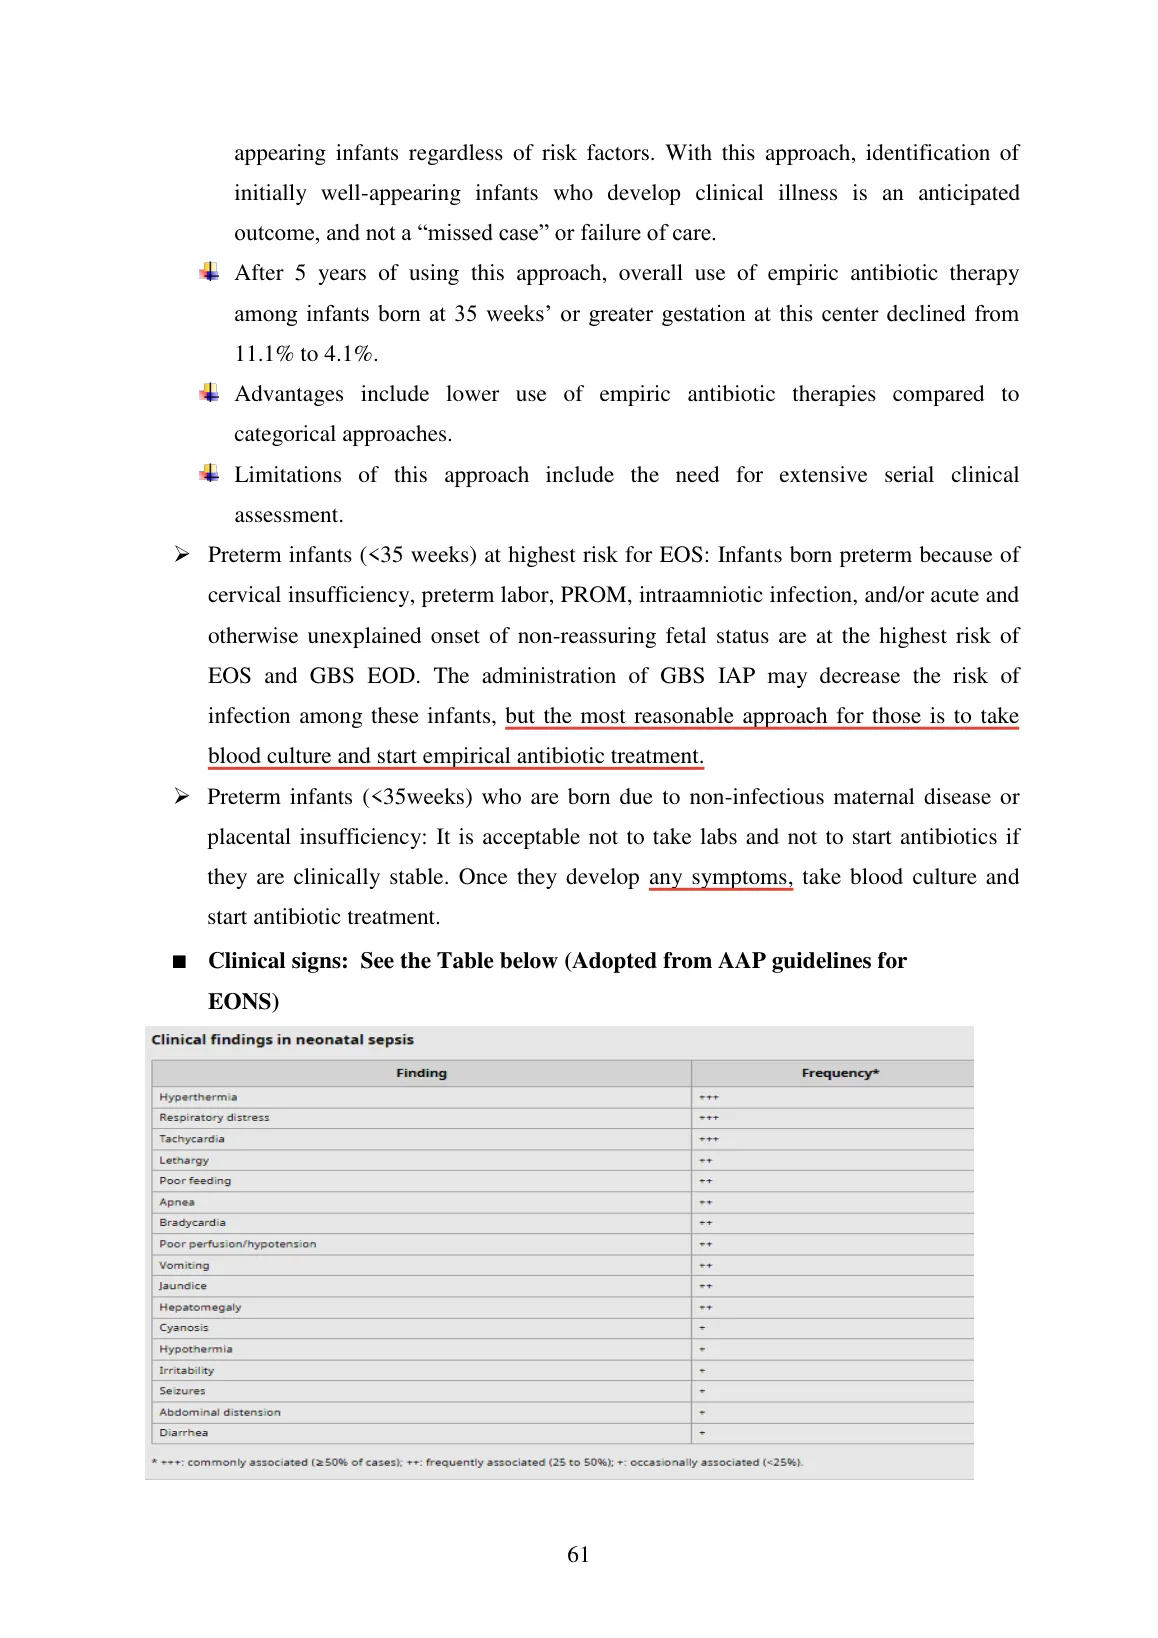 appearing infants regardless of risk factors. With this approach, identification of
initially well-appearing infants who develop clinical illness is an anticipated
outcome, and not a “missed case” or failure of care.
After 5 years of using this approach, overall use of empiric antibiotic therapy
among infants born at 35 weeks’ or greater gestation at this center declined from
11.1% to 4.1%.
Advantages include lower use of empiric antibiotic therapies compared to
categorical approaches.
Limitations of this approach include the need for extensive serial clinical
assessment.
➢ Preterm infants (<35 weeks) at highest risk for EOS: Infants born preterm because of
cervical insufficiency, preterm labor, PROM, intraamniotic infection, and/or acute and
otherwise unexplained onset of non-reassuring fetal status are at the highest risk of
EOS and GBS EOD. The administration of GBS IAP may decrease the risk of
infection among these infants, but the most reasonable approach for those is to take
blood culture and start empirical antibiotic treatment.
➢ Preterm infants (<35weeks) who are born due to non-infectious maternal disease or
placental insufficiency: It is acceptable not to take labs and not to start antibiotics if
they are clinically stable. Once they develop any symptoms, take blood culture and
start antibiotic treatment.
■ Clinical signs: See the Table below (Adopted from AAP guidelines for
EONS)
Clinical findings in neonatal sepsis
Finding Frequency*
Hyperthermia +++
Respiratory distress +++
Tachycardia +++
Lethargy ++
Poor feeding ++
Apnea ++
Bradycardia ++
Poor perfusion/hypotension ++
Vomiting ++
Jaundice ++
Hepatomegaly ++
Cyanosis +
Hypothermia +
Irritability +
Seizures +
Abdominal distension +
Diarrhea +
* +++: commonly associated (≥50% of cases); ++: frequently associated (25 to 50%); +: occasionally associated (<25%).
61